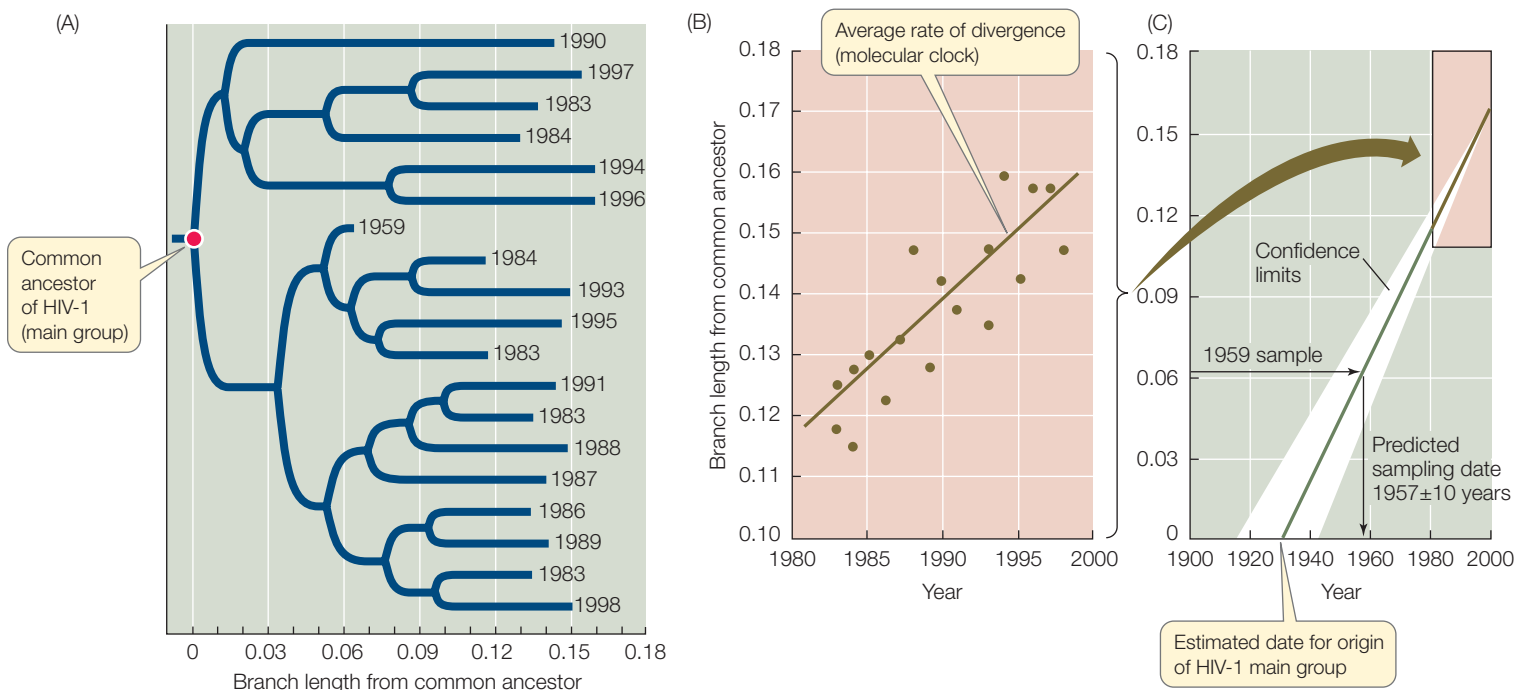 (A)
1990
1997
1983
1984
1994
1996
1959
1984
1993
1995
1983
1991
1983
1988
1987
1986
1989
1983
1998
Common
ancestor
of HIV-1
(main group)
0 0.03 0.06 0.09 0.12 0.15 0.18
Branch length from common ancestor
(B)
Average rate of divergence
(molecular clock)
Branch length from common ancestor
0.18
0.17
0.16
0.15
0.14
0.13
0.12
0.11
0.10
1980 1985 1990 1995 2000
Year
(C)
0.18
0.15
0.12
0.09
0.06
0.03
0
Confidence
limits
1959 sample
Predicted
sampling date
1957±10 years
1900 1920 1940 1960 1980 2000
Year
Estimated date for origin
of HIV-1 main group